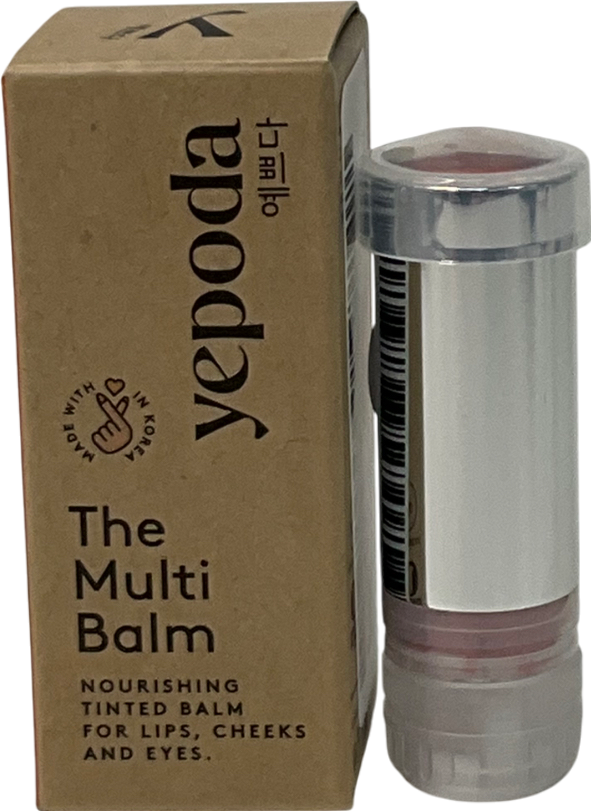 yepoda
예쁘다
MADE WITH
IN KOREA
The
Multi
Balm
NOURISHING
TINTED BALM
FOR LIPS, CHEEKS
AND EYES.